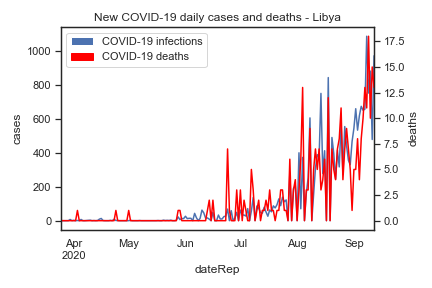 New COVID-19 daily cases and deaths - Libya
COVID-19 infections
COVID-19 deaths
1000
800
600
400
200
0
cases
17.5
15.0
12.5
10.0
7.5
5.0
2.5
0.0
deaths
Apr May Jun Jul Aug Sep
2020
dateRep